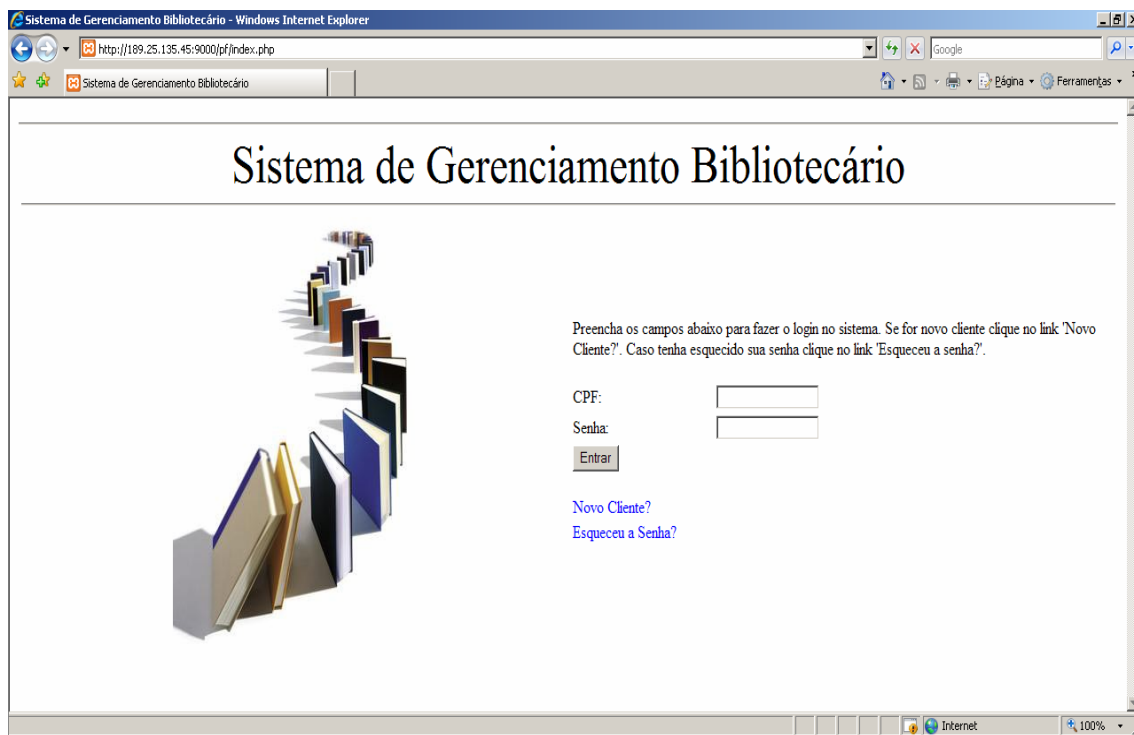 Sistema de Gerenciamento Bibliotecário - Windows Internet Explorer
http://189.25.135.45:9000/pf/index.php
Google
Sistema de Gerenciamento Bibliotecário
Página
Ferramentas
Sistema de Gerenciamento Bibliotecário
Preencha os campos abaixo para fazer o login no sistema. Se for novo cliente clique no link 'Novo
Cliente?'. Caso tenha esquecido sua senha clique no link 'Esqueceu a senha?'.
CPF:
Senha:
Entrar
Novo Cliente?
Esqueceu a Senha?
Internet
100%